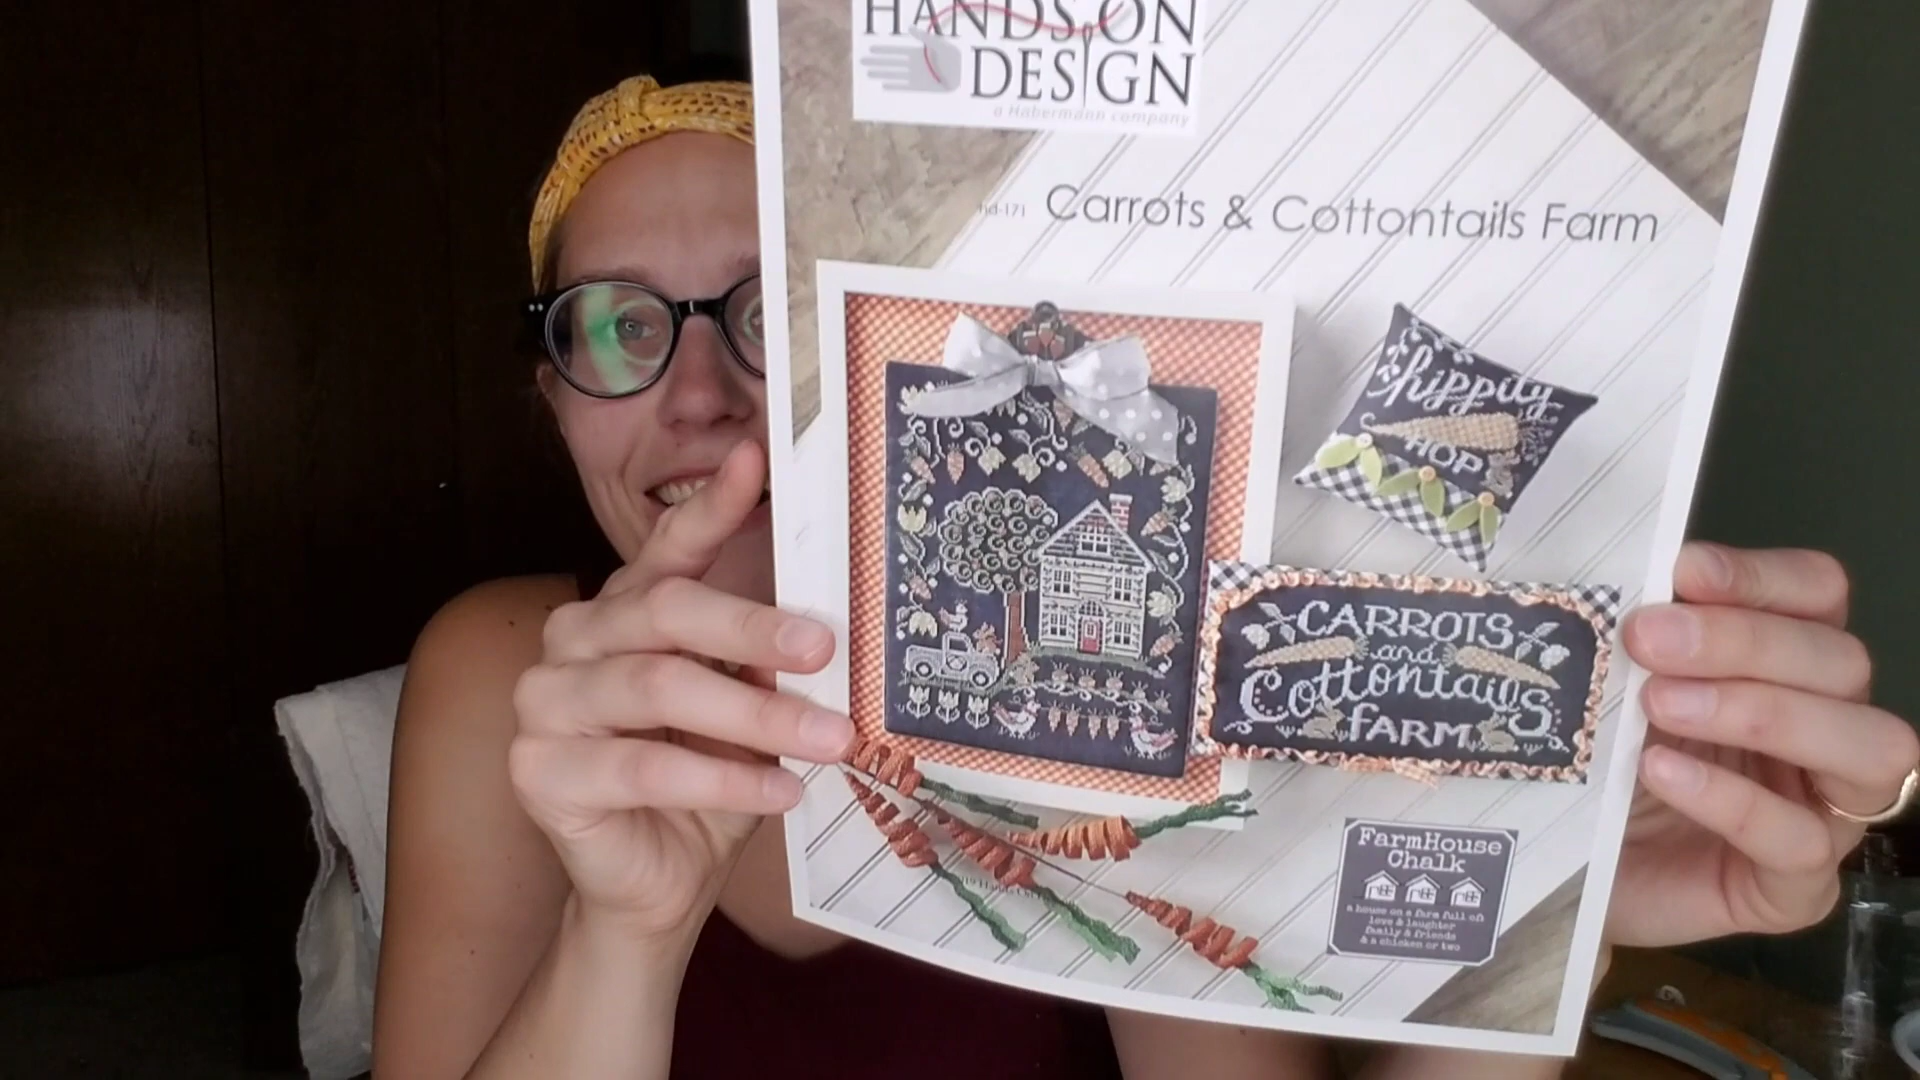 HANDS ON
DESIGN
a Habermann company
hd-171 Carrots & Cottontails Farm
hippity
HOP
CARROTS
and
Cottontails
FARM
FarmHouse
Chalk
a house on a farm full of
love & laughter
family & friends
& a chicken or two